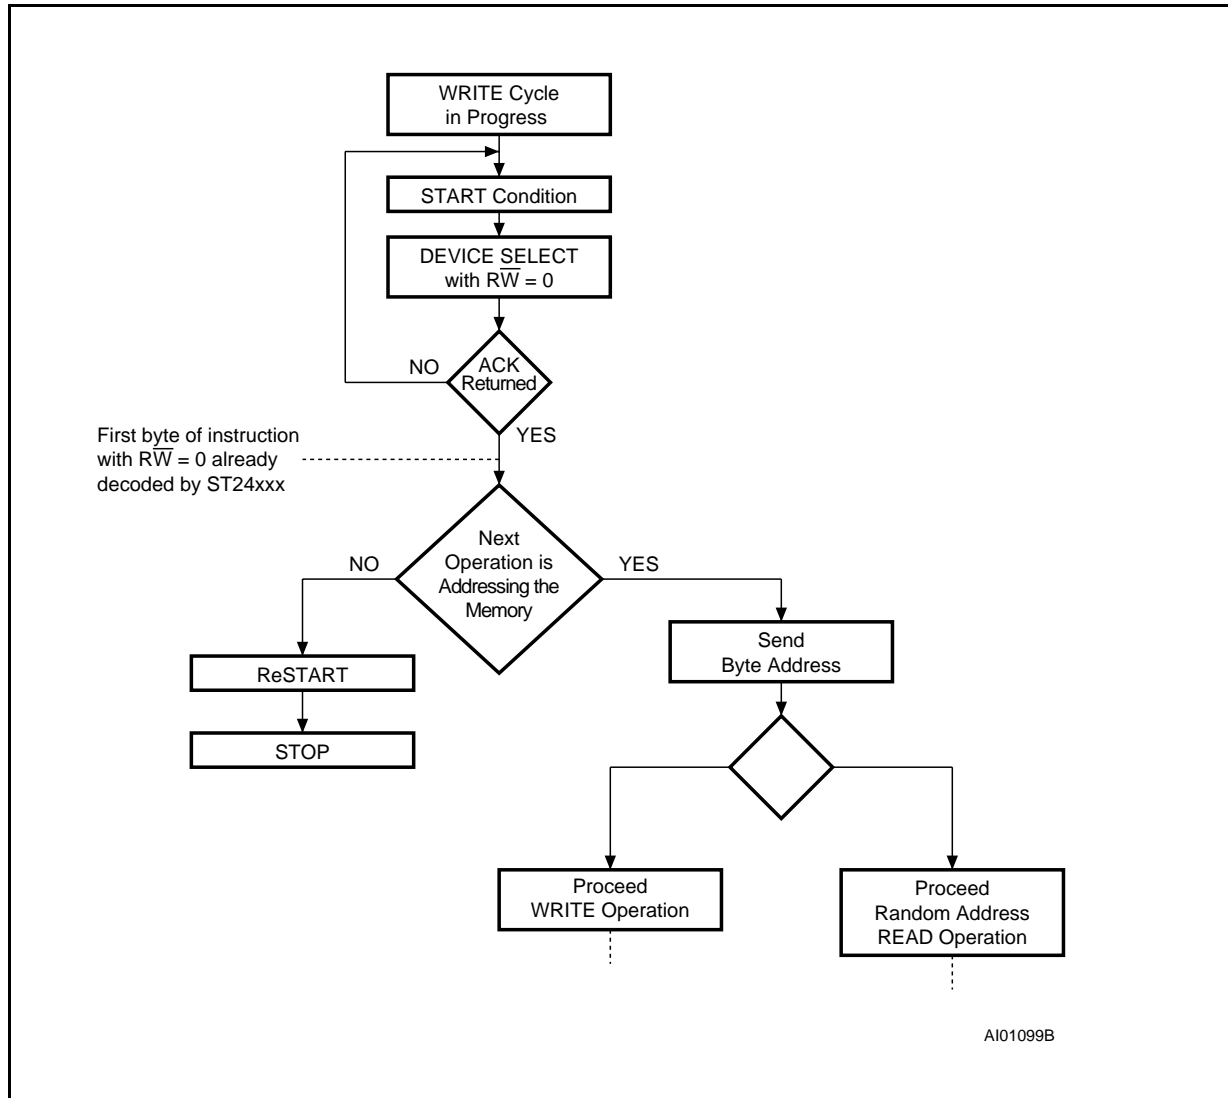 WRITE Cycle
in Progress
START Condition
DEVICE SELECT
with RW̅ = 0
ACK
Returned
NO
YES
First byte of instruction
with RW̅ = 0 already
decoded by ST24xxx
Next
Operation is
Addressing the
Memory
NO
YES
Send
Byte Address
ReSTART
STOP
Proceed
WRITE Operation
Proceed
Random Address
READ Operation
AI01099B